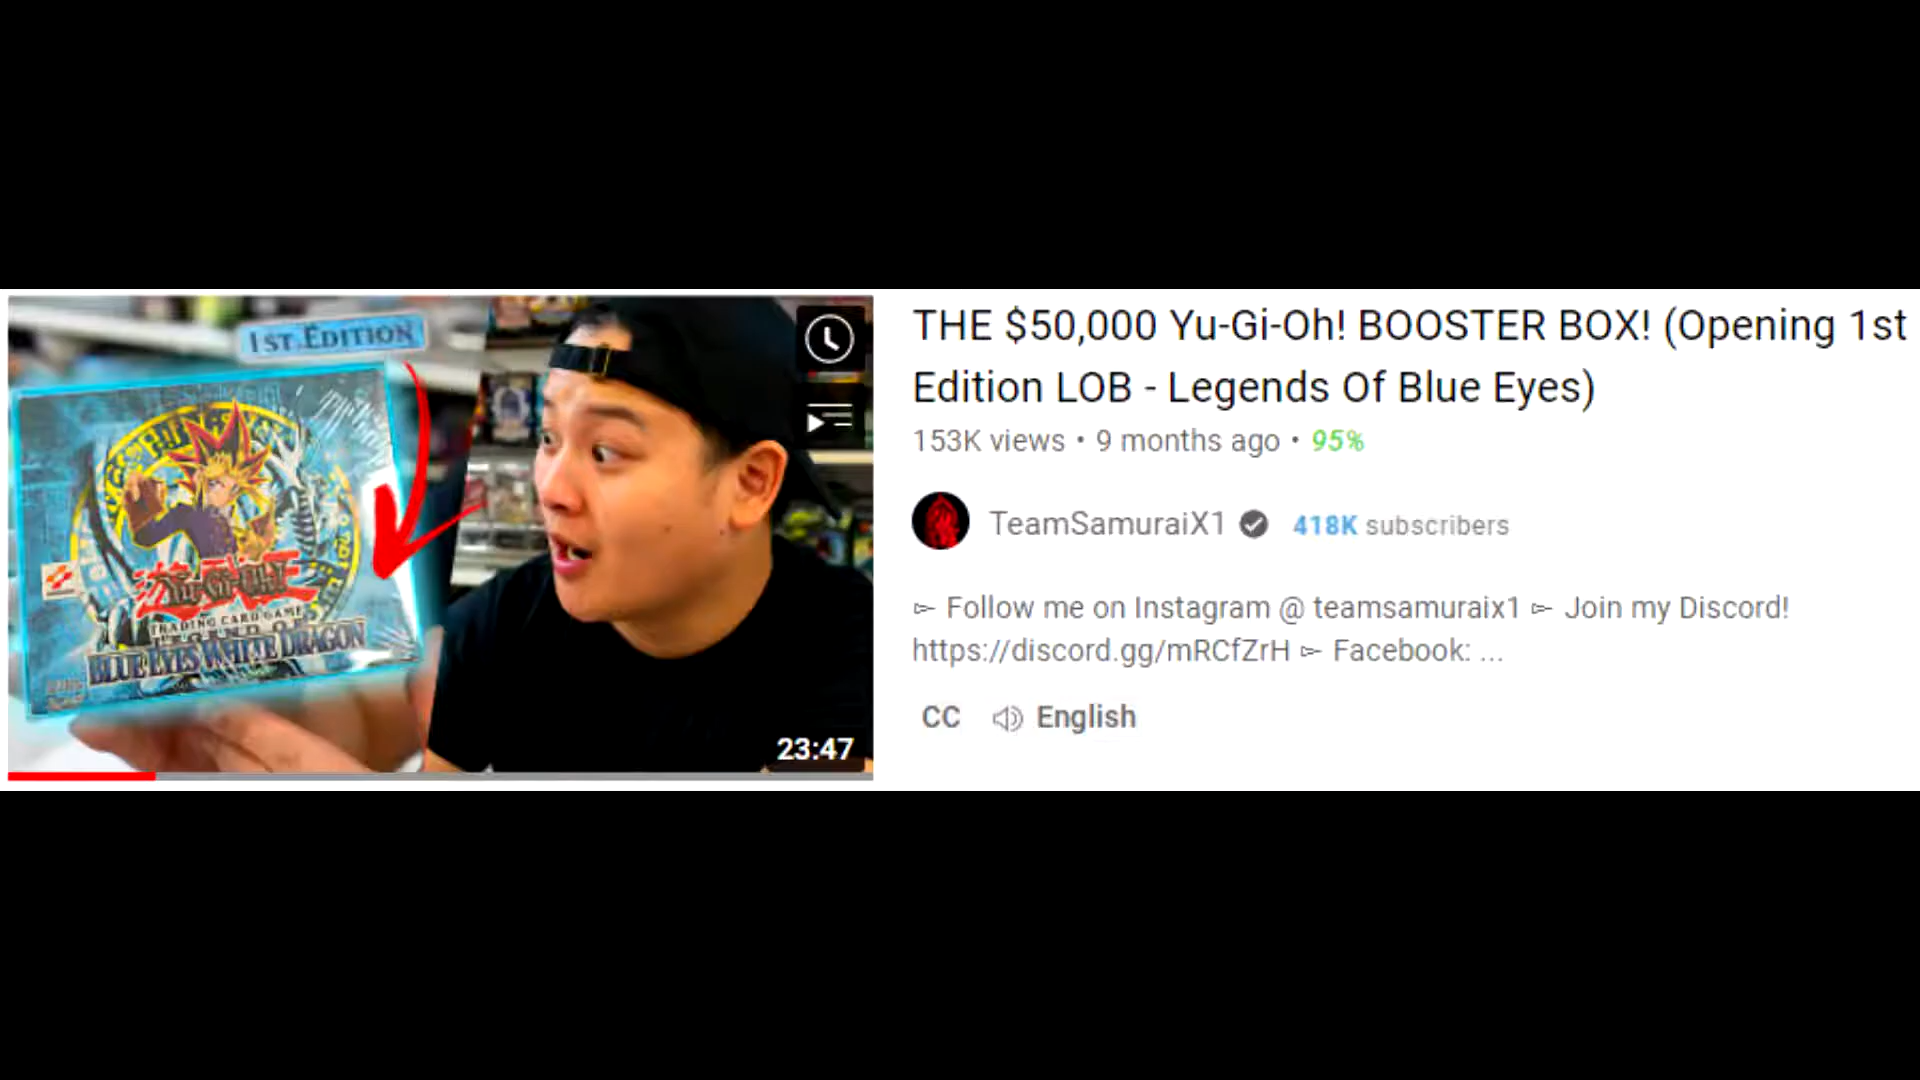 1ST EDITION
Yu-Gi-Oh!
TRADING CARD GAME
LEGEND OF
BLUE EYES WHITE DRAGON
23:47
THE $50,000 Yu-Gi-Oh! BOOSTER BOX! (Opening 1st
Edition LOB - Legends Of Blue Eyes)
153K views • 9 months ago • 95%
TeamSamuraiX1 418K subscribers
⌲ Follow me on Instagram @ teamsamuraix1 ⌲ Join my Discord!
https://discord.gg/mRCfZrH ⌲ Facebook: ...
CC English